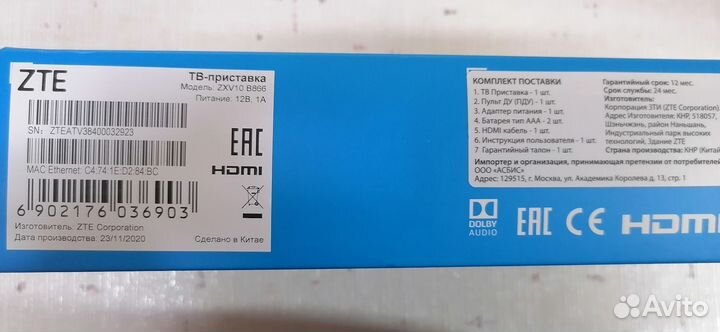 ZTE
ТВ-приставка
Модель: ZXV10 B866
Питание: 12В, 1А
SN: ZTEATV38400032923
EAC
MAC Ethernet: C4:74:1E:D2:84:BC
HDMI
6 902176 036903
Изготовитель: ZTE Corporation
Дата производства: 23/11/2020
Сделано в Китае
КОМПЛЕКТ ПОСТАВКИ
1. ТВ Приставка - 1 шт.
2. Пульт ДУ (ПДУ) - 1 шт.
3. Адаптер питания - 1 шт.
4. Батарея тип ААА - 2 шт.
5. HDMI кабель - 1 шт.
6. Инструкция пользователя - 1 шт.
7 Гарантийный талон - 1 шт.
Гарантийный срок: 12 мес.
Срок службы: 24 мес.
Изготовитель:
Корпорация ЗТИ (ZTE Corporation)
Адрес Изготовителя: КНР, 518057,
Шэньчжэнь, район Наньшань,
Индустриальный парк высоких
технологий, Здание ZTE
Страна производства: КНР (Китай
Импортер и организация, принимающая претензии от потребителей:
ООО «АСБИС»
Адрес: 129515, г. Москва, ул. Академика Королева д. 13, стр. 1
DOLBY
AUDIO
EAC
CE
HDMI
Avito